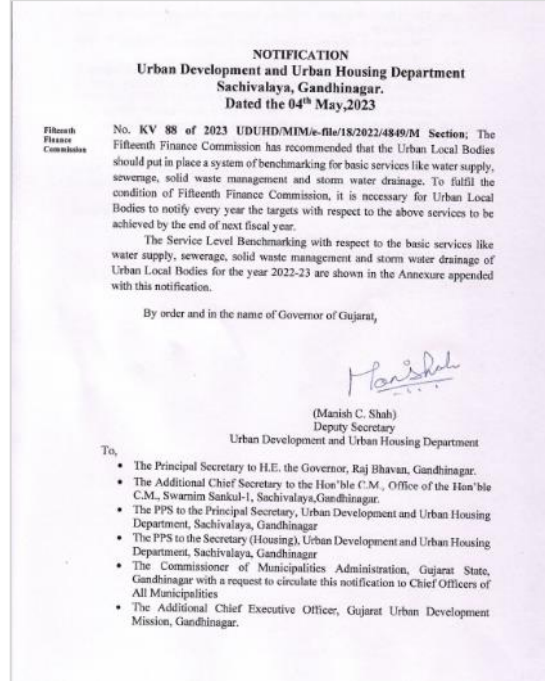 NOTIFICATION
Urban Development and Urban Housing Department
Sachivalaya, Gandhinagar.
Dated the 04th May,2023
Fifteenth
Finance
Commission
No. KV 88 of 2023 UDUHD/MIM/e-file/18/2022/4849/M Section; The
Fifteenth Finance Commission has recommended that the Urban Local Bodies
should put in place a system of benchmarking for basic services like water supply,
sewerage, solid waste management and storm water drainage. To fulfil the
condition of Fifteenth Finance Commission, it is necessary for Urban Local
Bodies to notify every year the targets with respect to the above services to be
achieved by the end of next fiscal year.
The Service Level Benchmarking with respect to the basic services like
water supply, sewerage, solid waste management and storm water drainage of
Urban Local Bodies for the year 2022-23 are shown in the Annexure appended
with this notification.
By order and in the name of Governor of Gujarat,
Manishah
(Manish C. Shah)
Deputy Secretary
Urban Development and Urban Housing Department
To,
• The Principal Secretary to H.E. the Governor, Raj Bhavan, Gandhinagar.
• The Additional Chief Secretary to the Hon'ble C.M., Office of the Hon'ble
C.M., Swarnim Sankul-1, Sachivalaya,Gandhinagar.
• The PPS to the Principal Secretary, Urban Development and Urban Housing
Department, Sachivalaya, Gandhinagar
• The PPS to the Secretary (Housing), Urban Development and Urban Housing
Department, Sachivalaya, Gandhinagar
• The Commissioner of Municipalities Administration, Gujarat State,
Gandhinagar with a request to circulate this notification to Chief Officers of
All Municipalities
• The Additional Chief Executive Officer, Gujarat Urban Development
Mission, Gandhinagar.